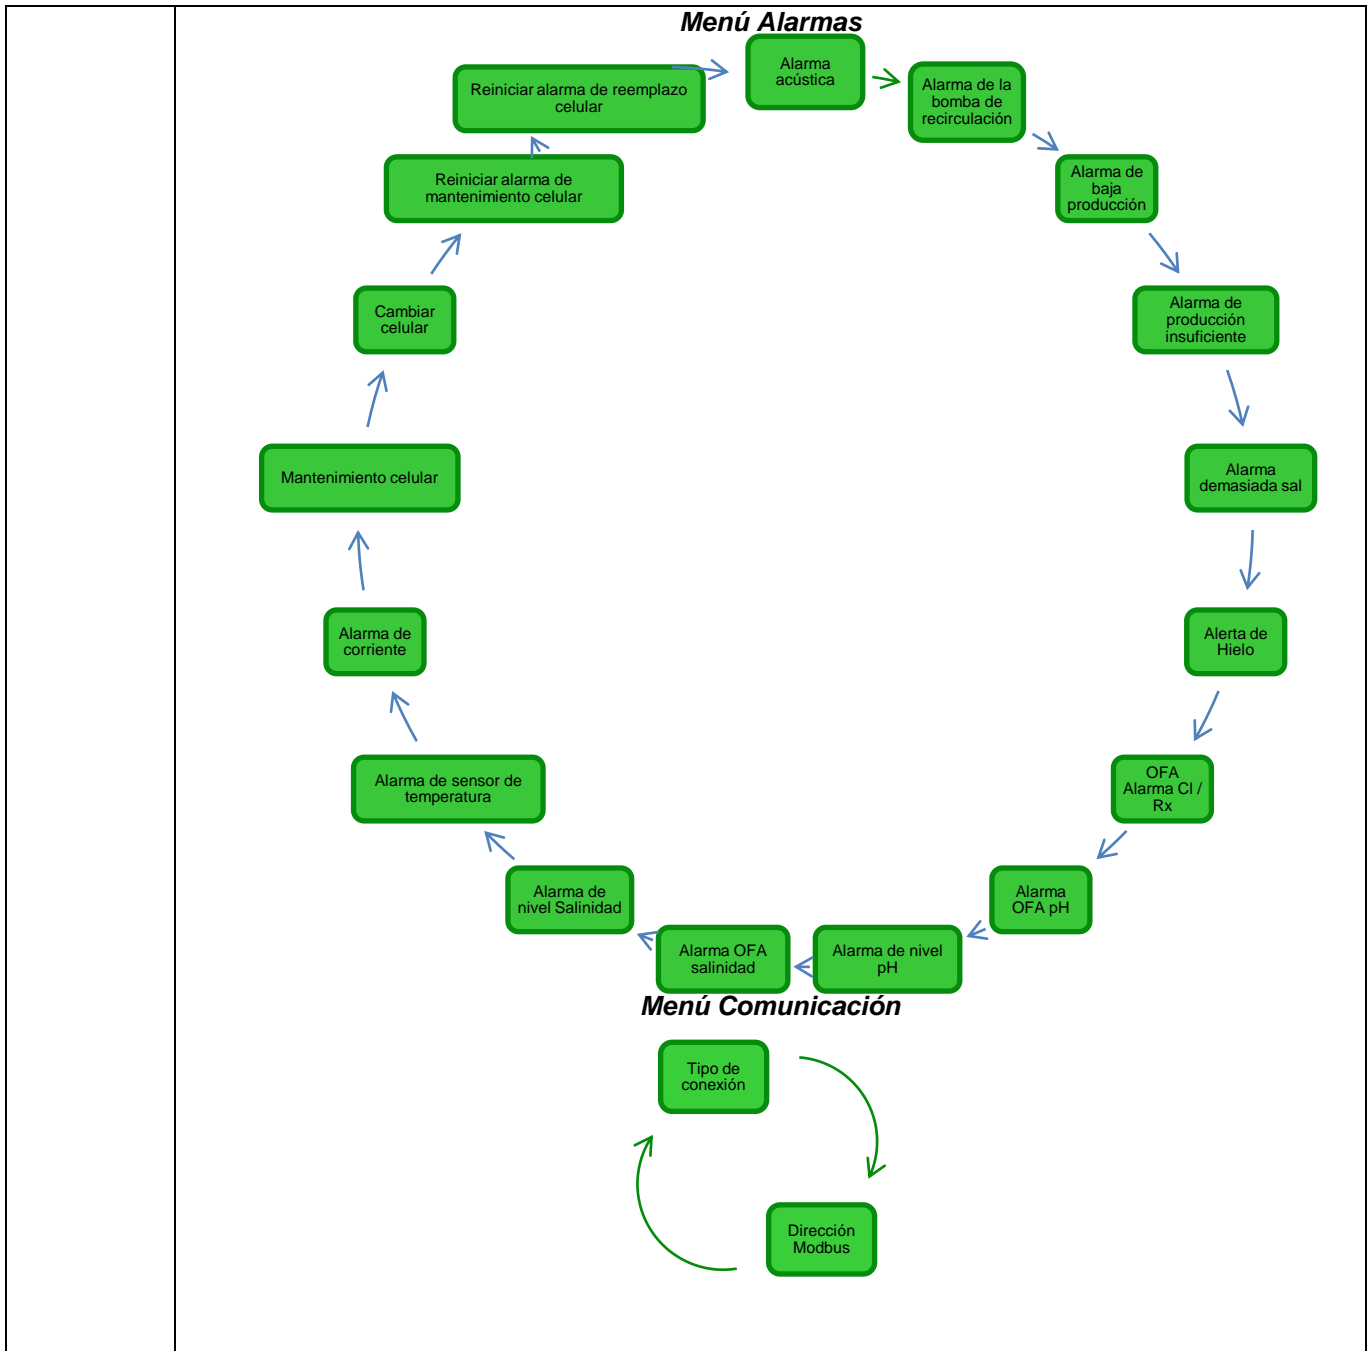 Menú Alarmas
Alarma
acústica
Alarma de la
bomba de
recirculación
Alarma de
baja
producción
Alarma de
producción
insuficiente
Alarma
demasiada sal
Alerta de
Hielo
OFA
Alarma Cl /
Rx
Alarma
OFA pH
Alarma de nivel
pH
Alarma OFA
salinidad
Alarma de
nivel Salinidad
Alarma de sensor de
temperatura
Alarma de
corriente
Mantenimiento celular
Cambiar
celular
Reiniciar alarma de
mantenimiento celular
Reiniciar alarma de reemplazo
celular
Menú Comunicación
Tipo de
conexión
Dirección
Modbus